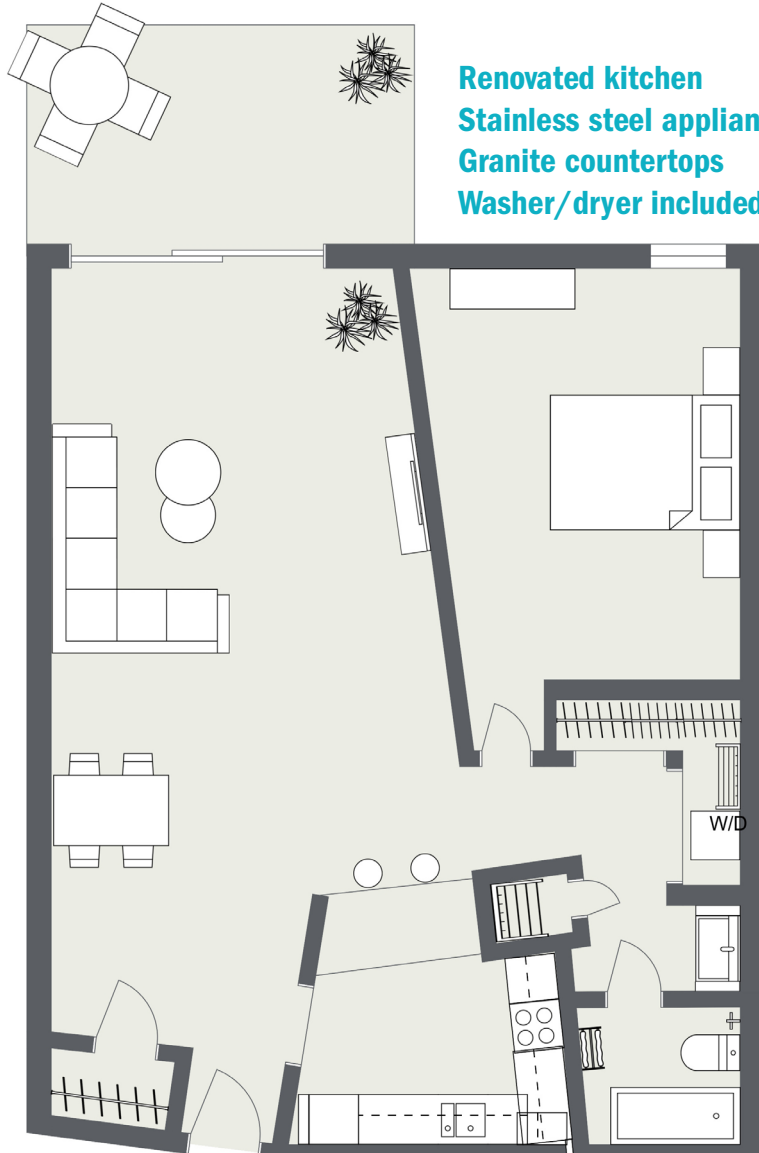 Renovated kitchen
Stainless steel applian
Granite countertops
Washer/dryer included
W/D